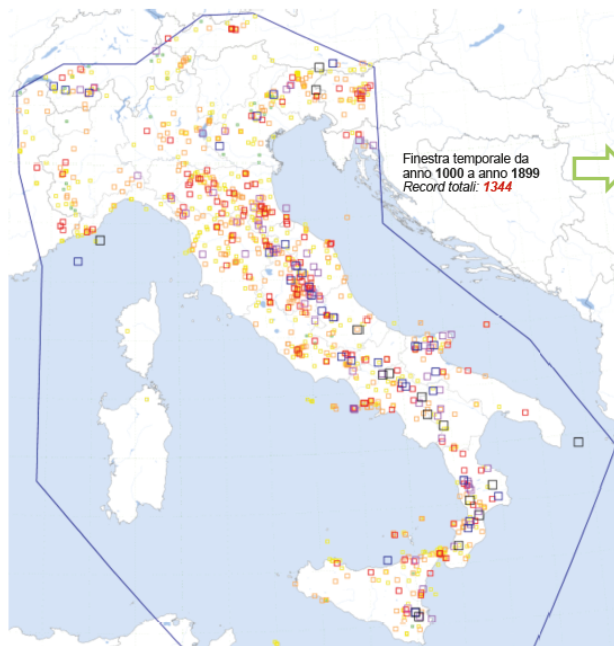 Finestra temporale da
anno 1000 a anno 1899
Record totali: 1344